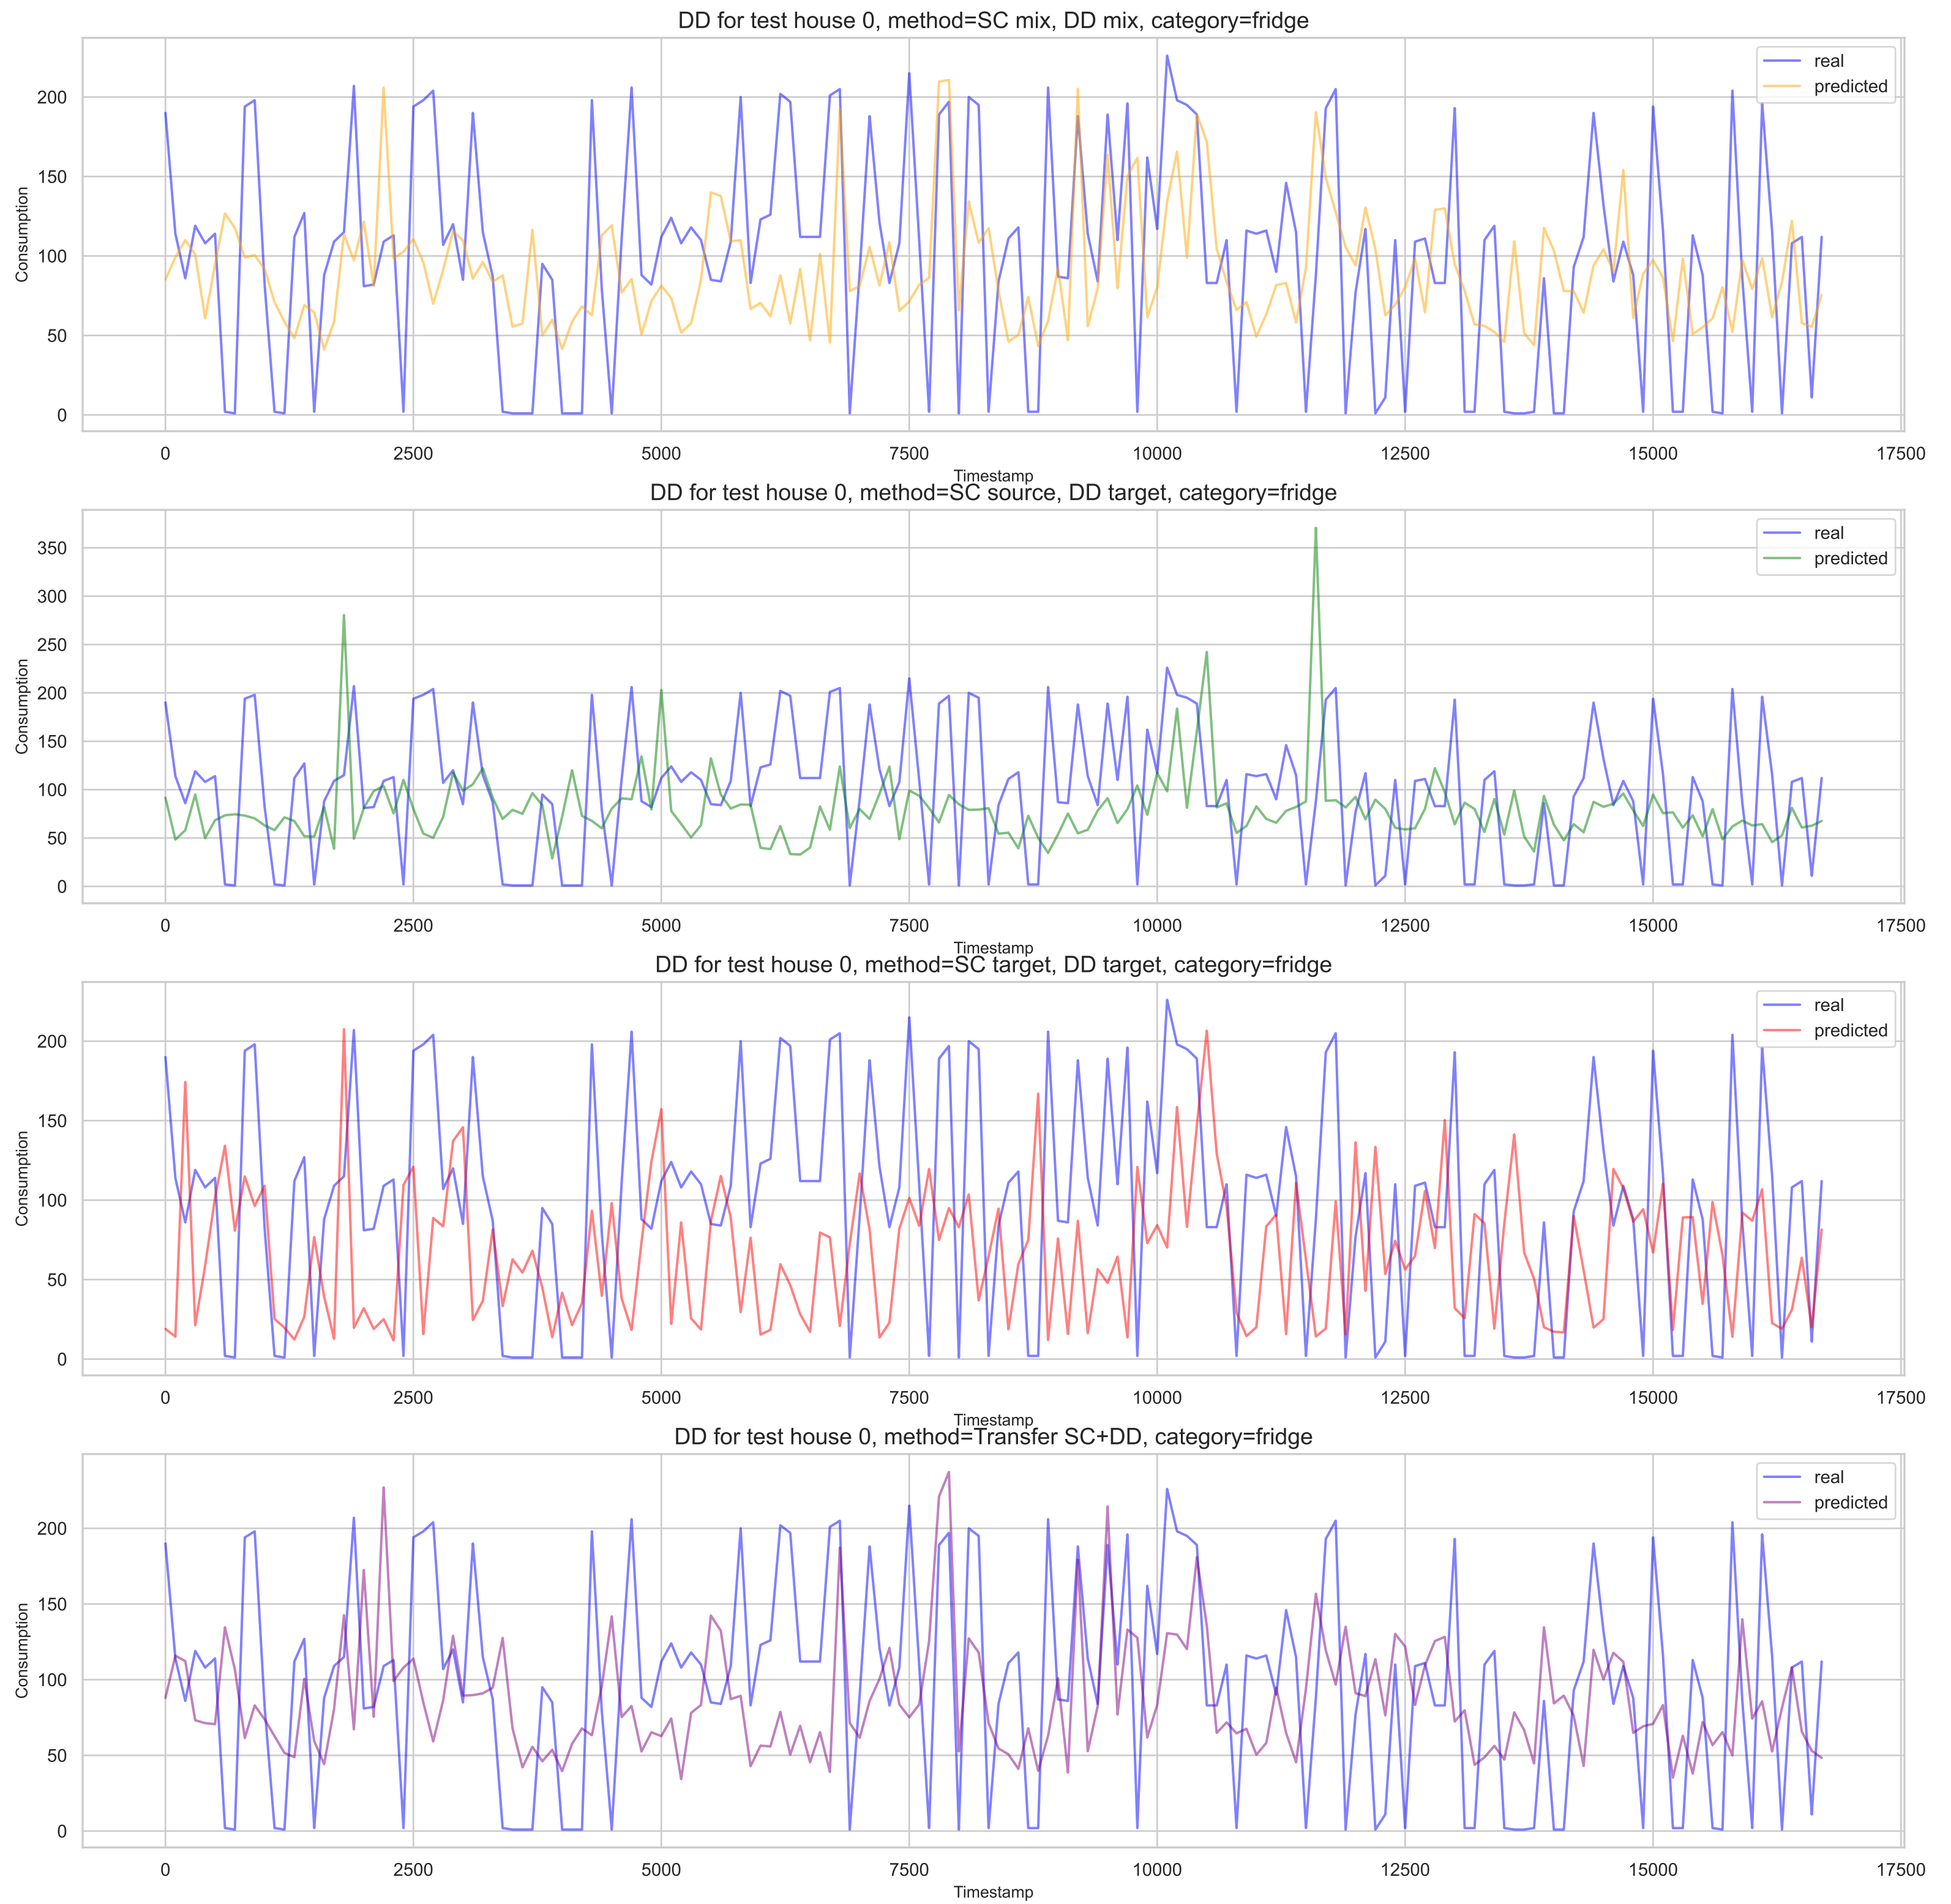 DD for test house 0, method=SC mix, DD mix, category=fridge
real
predicted
Consumption
200
150
100
50
0
0 2500 5000 7500 10000 12500 15000 17500
Timestamp
DD for test house 0, method=SC source, DD target, category=fridge
real
predicted
Consumption
350
300
250
200
150
100
50
0
0 2500 5000 7500 10000 12500 15000 17500
Timestamp
DD for test house 0, method=SC target, DD target, category=fridge
real
predicted
Consumption
200
150
100
50
0
0 2500 5000 7500 10000 12500 15000 17500
Timestamp
DD for test house 0, method=Transfer SC+DD, category=fridge
real
predicted
Consumption
200
150
100
50
0
0 2500 5000 7500 10000 12500 15000 17500
Timestamp